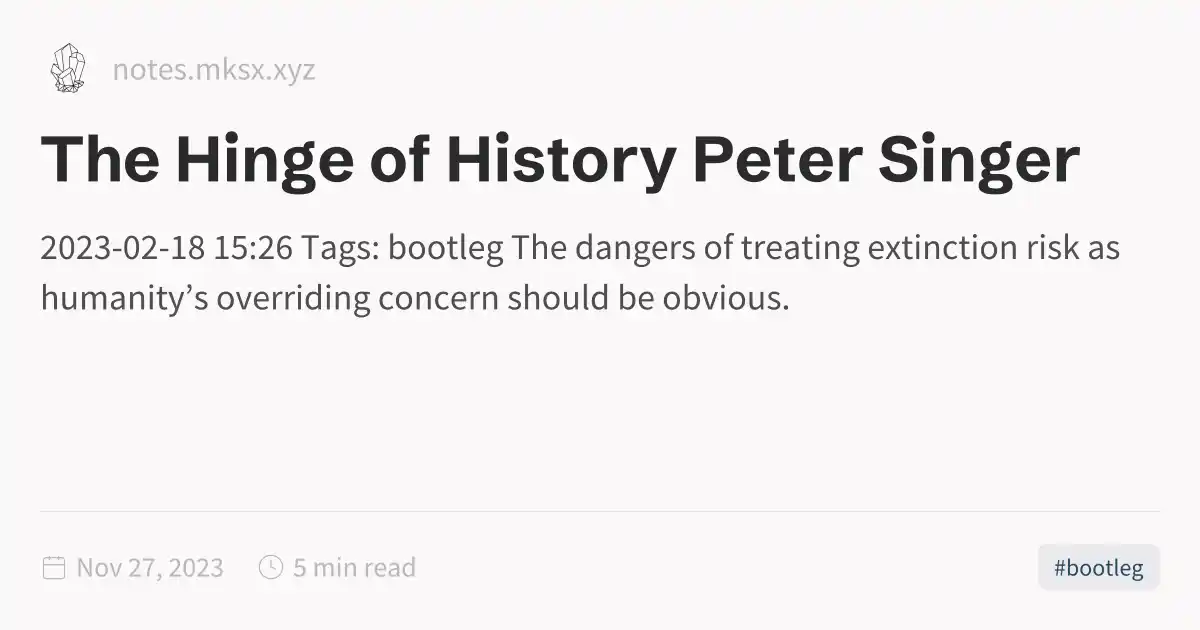 notes.mksx.xyz
The Hinge of History Peter Singer
2023-02-18 15:26 Tags: bootleg The dangers of treating extinction risk as
humanity’s overriding concern should be obvious.
Nov 27, 2023
5 min read
#bootleg